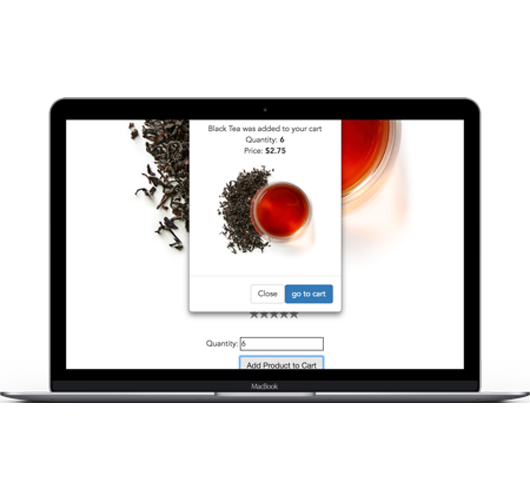 Black Tea was added to your cart
Quantity: 6
Price: $2.75
Close
go to cart
Quantity: 6
Add Product to Cart
MacBook